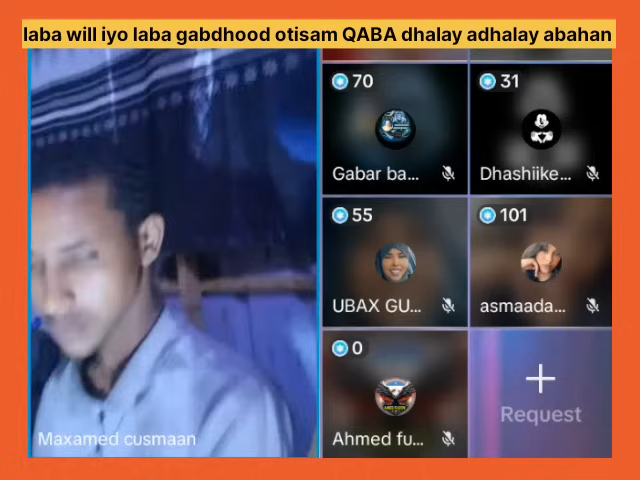 laba will iyo laba gabdhood otisam QABA dhalay adhalay abahan
70
31
Gabar ba...
Dhashiike...
55
101
UBAX GU...
asmaada...
0
Request
Maxamed cusmaan
Ahmed fu...